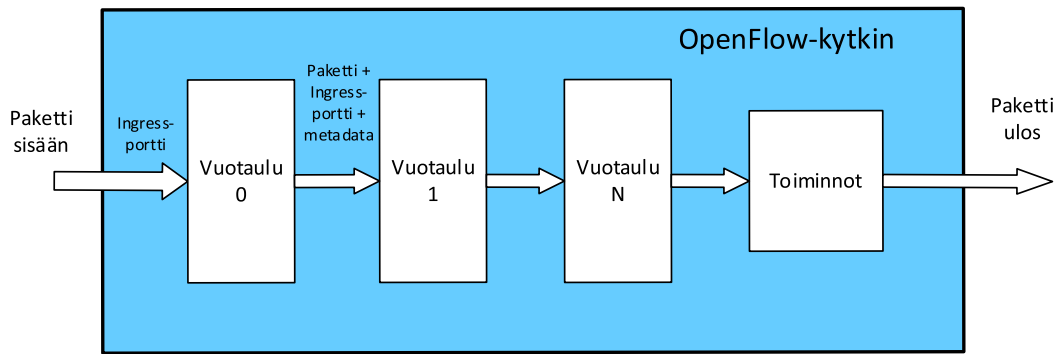 OpenFlow-kytkin
Paketti
sisään
Ingress-
portti
Vuotaulu
0
Paketti +
Ingress-
portti +
metadata
Vuotaulu
1
Vuotaulu
N
Toiminnot
Paketti
ulos